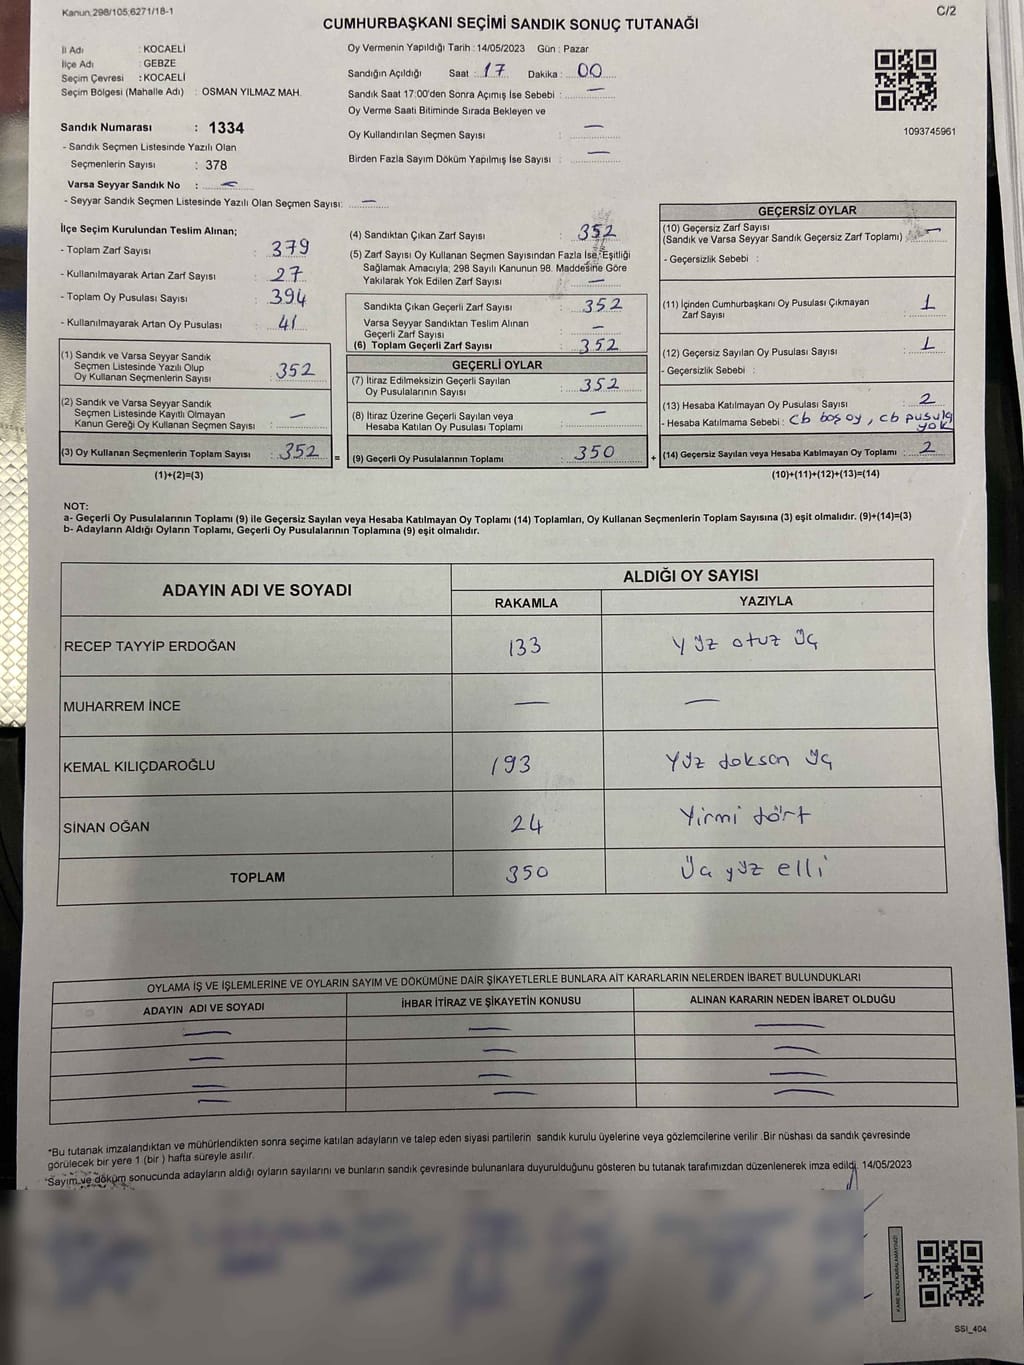 Kanun 298/105,6271/18-1
C/2
CUMHURBAŞKANI SEÇİMİ SANDIK SONUÇ TUTANAĞI
İl Adı : KOCAELİ
İlçe Adı : GEBZE
Seçim Çevresi : KOCAELİ
Seçim Bölgesi (Mahalle Adı) : OSMAN YILMAZ MAH.
Sandık Numarası : 1334
- Sandık Seçmen Listesinde Yazılı Olan
Seçmenlerin Sayısı : 378
Varsa Seyyar Sandık No : —
- Seyyar Sandık Seçmen Listesinde Yazılı Olan Seçmen Sayısı: —
Oy Vermenin Yapıldığı Tarih : 14/05/2023 Gün : Pazar
Sandığın Açıldığı Saat : 17 Dakika : 00
Sandık Saat 17:00'den Sonra Açımış İse Sebebi : —
Oy Verme Saati Bitiminde Sırada Bekleyen ve
Oy Kullandırılan Seçmen Sayısı : —
Birden Fazla Sayım Döküm Yapılmış İse Sayısı : —
1093745961
İlçe Seçim Kurulundan Teslim Alınan;
- Toplam Zarf Sayısı : 379
- Kullanılmayarak Artan Zarf Sayısı : 27
- Toplam Oy Pusulası Sayısı : 394
- Kullanılmayarak Artan Oy Pusulası : 41
(1) Sandık ve Varsa Seyyar Sandık
Seçmen Listesinde Yazılı Olup
Oy Kullanan Seçmenlerin Sayısı : 352
(2) Sandık ve Varsa Seyyar Sandık
Seçmen Listesinde Kayıtlı Olmayan
Kanun Gereği Oy Kullanan Seçmen Sayısı : —
(3) Oy Kullanan Seçmenlerin Toplam Sayısı : 352 =
(1)+(2)=(3)
(4) Sandıktan Çıkan Zarf Sayısı : 352
(5) Zarf Sayısı Oy Kullanan Seçmen Sayısından Fazla İse, Eşitliği
Sağlamak Amacıyla; 298 Sayılı Kanunun 98. Maddesine Göre
Yakılarak Yok Edilen Zarf Sayısı : —
Sandıkta Çıkan Geçerli Zarf Sayısı : 352
Varsa Seyyar Sandıktan Teslim Alınan
Geçerli Zarf Sayısı : —
(6) Toplam Geçerli Zarf Sayısı : 352
GEÇERLİ OYLAR
(7) İtiraz Edilmeksizin Geçerli Sayılan
Oy Pusulalarının Sayısı : 352
(8) İtiraz Üzerine Geçerli Sayılan veya
Hesaba Katılan Oy Pusulası Toplamı : —
(9) Geçerli Oy Pusulalarının Toplamı : 350 +
GEÇERSİZ OYLAR
(10) Geçersiz Zarf Sayısı
(Sandık ve Varsa Seyyar Sandık Geçersiz Zarf Toplamı) : —
- Geçersizlik Sebebi :
(11) İçinden Cumhurbaşkanı Oy Pusulası Çıkmayan
Zarf Sayısı : 1
(12) Geçersiz Sayılan Oy Pusulası Sayısı : 1
- Geçersizlik Sebebi :
(13) Hesaba Katılmayan Oy Pusulası Sayısı : 2
- Hesaba Katılmama Sebebi : cb boş oy, cb pusula
yok
(14) Geçersiz Sayılan veya Hesaba Katılmayan Oy Toplamı : 2
(10)+(11)+(12)+(13)=(14)
NOT:
a- Geçerli Oy Pusulalarının Toplamı (9) ile Geçersiz Sayılan veya Hesaba Katılmayan Oy Toplamı (14) Toplamları, Oy Kullanan Seçmenlerin Toplam Sayısına (3) eşit olmalıdır. (9)+(14)=(3)
b- Adayların Aldığı Oyların Toplamı, Geçerli Oy Pusulalarının Toplamına (9) eşit olmalıdır.
ADAYIN ADI VE SOYADI
ALDIĞI OY SAYISI
RAKAMLA YAZIYLA
RECEP TAYYİP ERDOĞAN 133 Yüz otuz üç
MUHARREM İNCE — —
KEMAL KILIÇDAROĞLU 193 Yüz doksan üç
SİNAN OĞAN 24 Yirmi dört
TOPLAM 350 Üç yüz elli
OYLAMA İŞ VE İŞLEMLERİNE VE OYLARIN SAYIM VE DÖKÜMÜNE DAİR ŞİKAYETLERLE BUNLARA AİT KARARLARIN NELERDEN İBARET BULUNDUKLARI
ADAYIN ADI VE SOYADI İHBAR İTİRAZ VE ŞİKAYETİN KONUSU ALINAN KARARIN NEDEN İBARET OLDUĞU
— — —
— — —
— — —
— — —
*Bu tutanak imzalandıktan ve mühürlendikten sonra seçime katılan adayların ve talep eden siyasi partilerin sandık kurulu üyelerine veya gözlemcilerine verilir .Bir nüshası da sandık çevresinde
görülecek bir yere 1 (bir ) hafta süreyle asılır.
*Sayım ve döküm sonucunda adayların aldığı oyların sayılarını ve bunların sandık çevresinde bulunanlara duyurulduğunu gösteren bu tutanak tarafımızdan düzenlenerek imza edildi. 14/05/2023
SSI_404